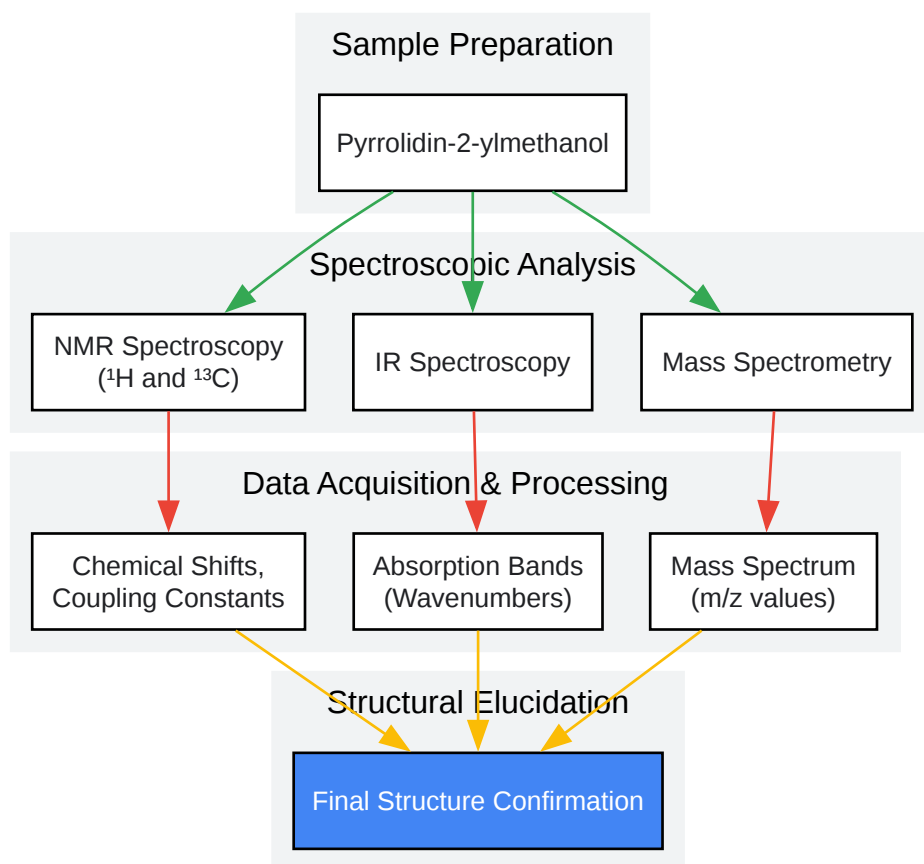 Sample Preparation
Pyrrolidin-2-ylmethanol
Spectroscopic Analysis
NMR Spectroscopy
(¹H and ¹³C)
IR Spectroscopy
Mass Spectrometry
Data Acquisition & Processing
Chemical Shifts,
Coupling Constants
Absorption Bands
(Wavenumbers)
Mass Spectrum
(m/z values)
Structural Elucidation
Final Structure Confirmation